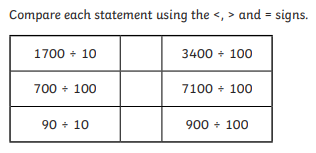 Compare each statement using the <, > and = signs.
1700 ÷ 10 3400 ÷ 100
700 ÷ 100 7100 ÷ 100
90 ÷ 10 900 ÷ 100